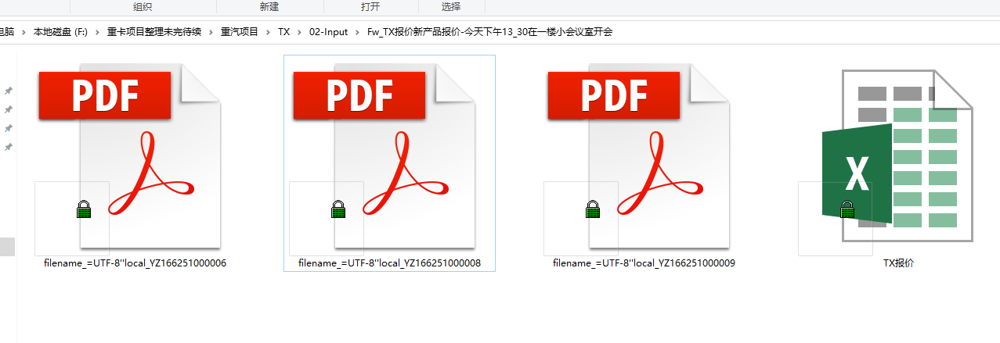 组织 新建 打开 选择
电脑 › 本地磁盘 (F:) › 重卡项目整理未完待续 › 重汽项目 › TX › 02-Input › Fw_TX报价新产品报价-今天下午13_30在一楼小会议室开会
PDF PDF PDF X
filename_=UTF-8''local_YZ166251000006 filename_=UTF-8''local_YZ166251000008 filename_=UTF-8''local_YZ166251000009 TX报价